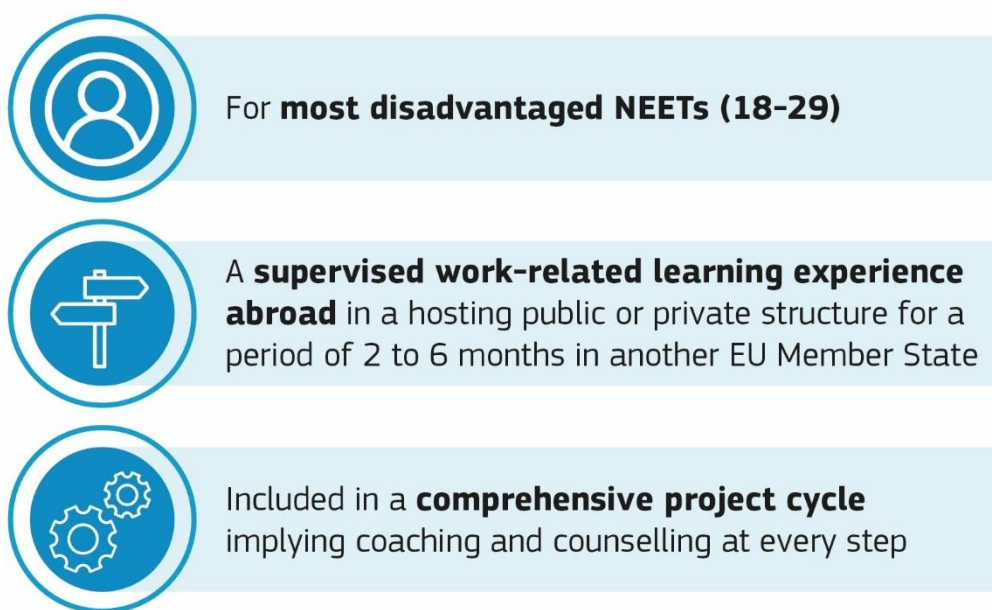 For most disadvantaged NEETs (18-29)
A supervised work-related learning experience
abroad in a hosting public or private structure for a
period of 2 to 6 months in another EU Member State
Included in a comprehensive project cycle
implying coaching and counselling at every step